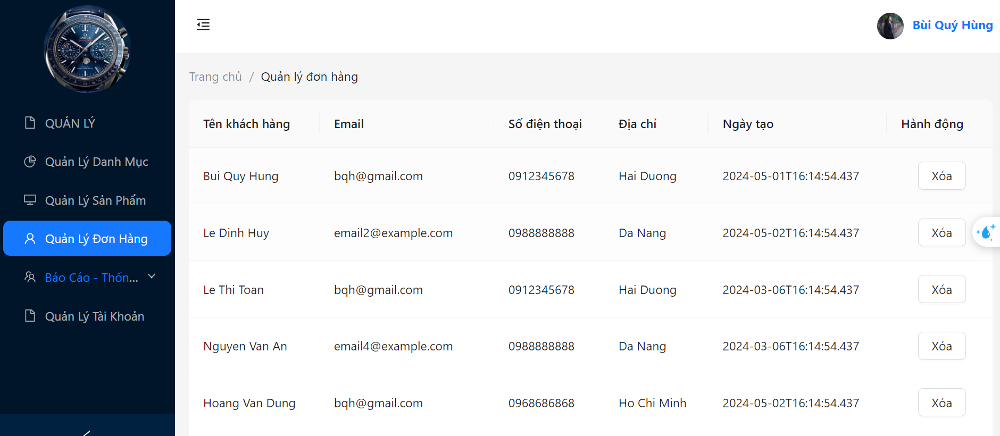 OMEGA
Bùi Quý Hùng
Trang chủ / Quản lý đơn hàng
QUẢN LÝ
Quản Lý Danh Mục
Quản Lý Sản Phẩm
Quản Lý Đơn Hàng
Báo Cáo - Thốn...
Quản Lý Tài Khoản
Tên khách hàng Email Số điện thoại Địa chỉ Ngày tạo Hành động
Bui Quy Hung bqh@gmail.com 0912345678 Hai Duong 2024-05-01T16:14:54.437 Xóa
Le Dinh Huy email2@example.com 0988888888 Da Nang 2024-05-02T16:14:54.437 Xóa
Le Thi Toan bqh@gmail.com 0912345678 Hai Duong 2024-03-06T16:14:54.437 Xóa
Nguyen Van An email4@example.com 0988888888 Da Nang 2024-03-06T16:14:54.437 Xóa
Hoang Van Dung bqh@gmail.com 0968686868 Ho Chi Minh 2024-05-02T16:14:54.437 Xóa